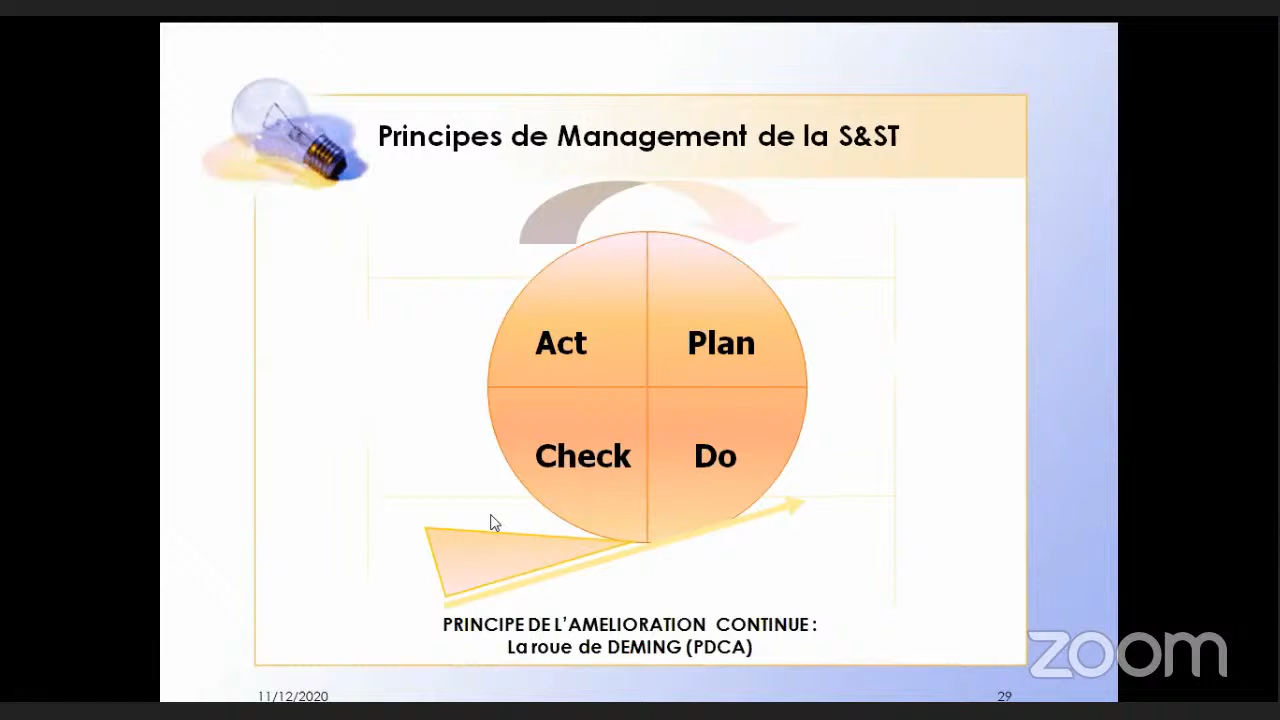 Principes de Management de la S&ST
Act
Plan
Check
Do
PRINCIPE DE L'AMELIORATION CONTINUE :
La roue de DEMING (PDCA)
11/12/2020
29
zoom